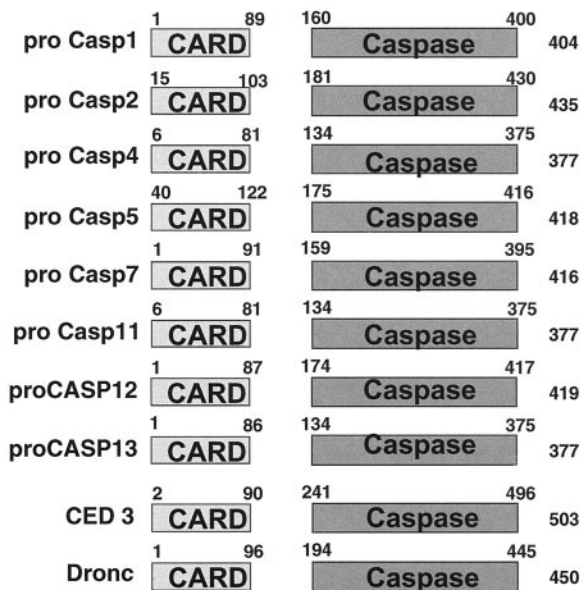 1 89 160 400
pro Casp1 CARD Caspase 404
15 103 181 430
pro Casp2 CARD Caspase 435
6 81 134 375
pro Casp4 CARD Caspase 377
40 122 175 416
pro Casp5 CARD Caspase 418
1 91 159 395
pro Casp7 CARD Caspase 416
6 81 134 375
pro Casp11 CARD Caspase 377
1 87 174 417
proCASP12 CARD Caspase 419
1 86 134 375
proCASP13 CARD Caspase 377
2 90 241 496
CED 3 CARD Caspase 503
1 96 194 445
Dronc CARD Caspase 450